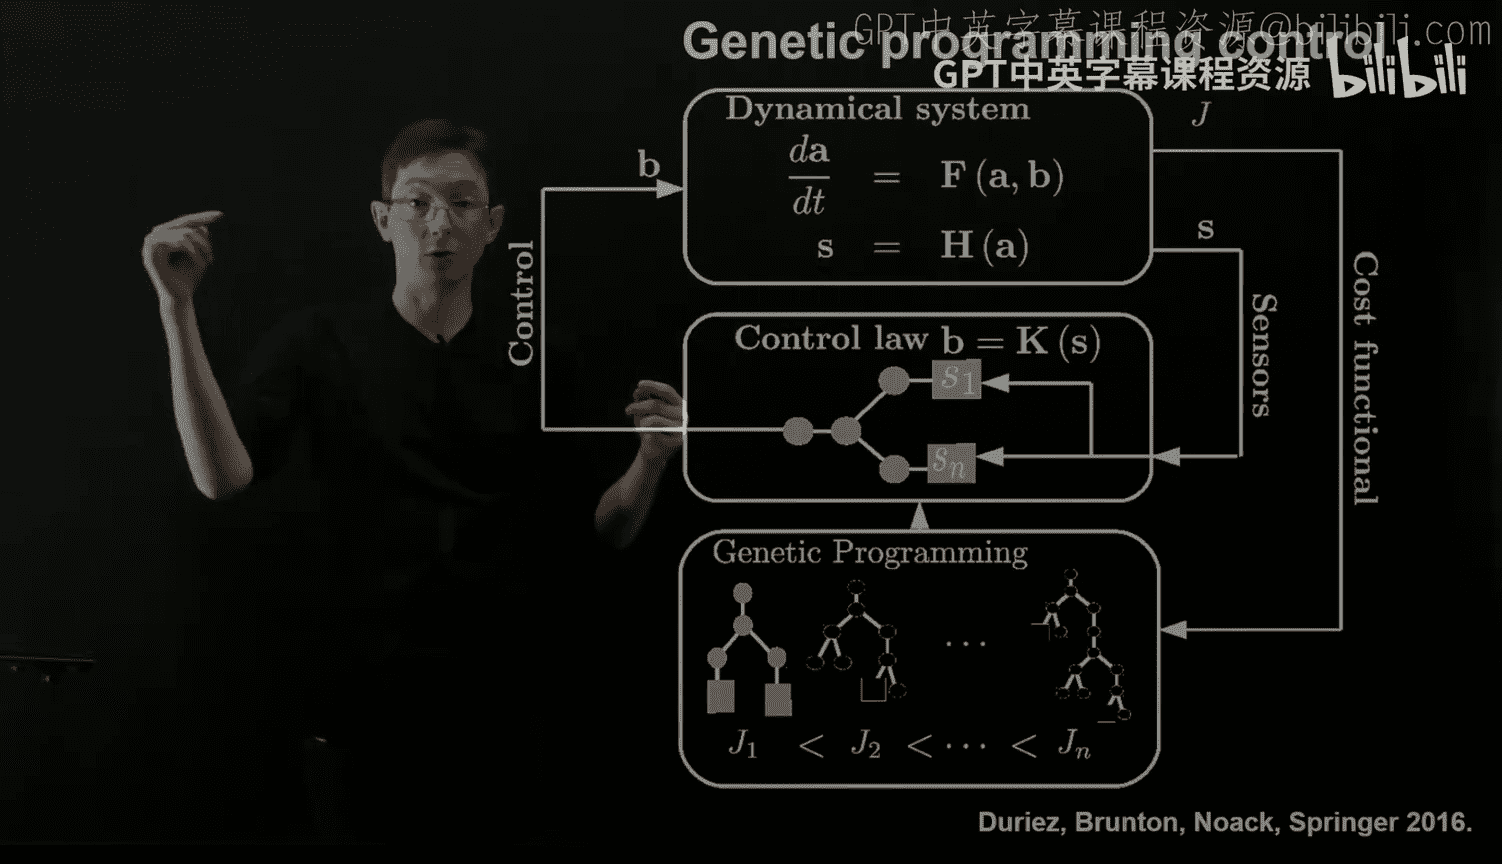 Genetic programming control
GPT中英字幕课程资源@bilibili.com
GPT中英字幕课程资源 bilibili
Dynamical system
da/dt = F (a, b)
s = H (a)
b
J
s
Control
Sensors
Cost functional
Control law b = K (s)
s₁
sₙ
Genetic Programming
...
J₁ < J₂ < ··· < Jₙ
Duriez, Brunton, Noack, Springer 2016.